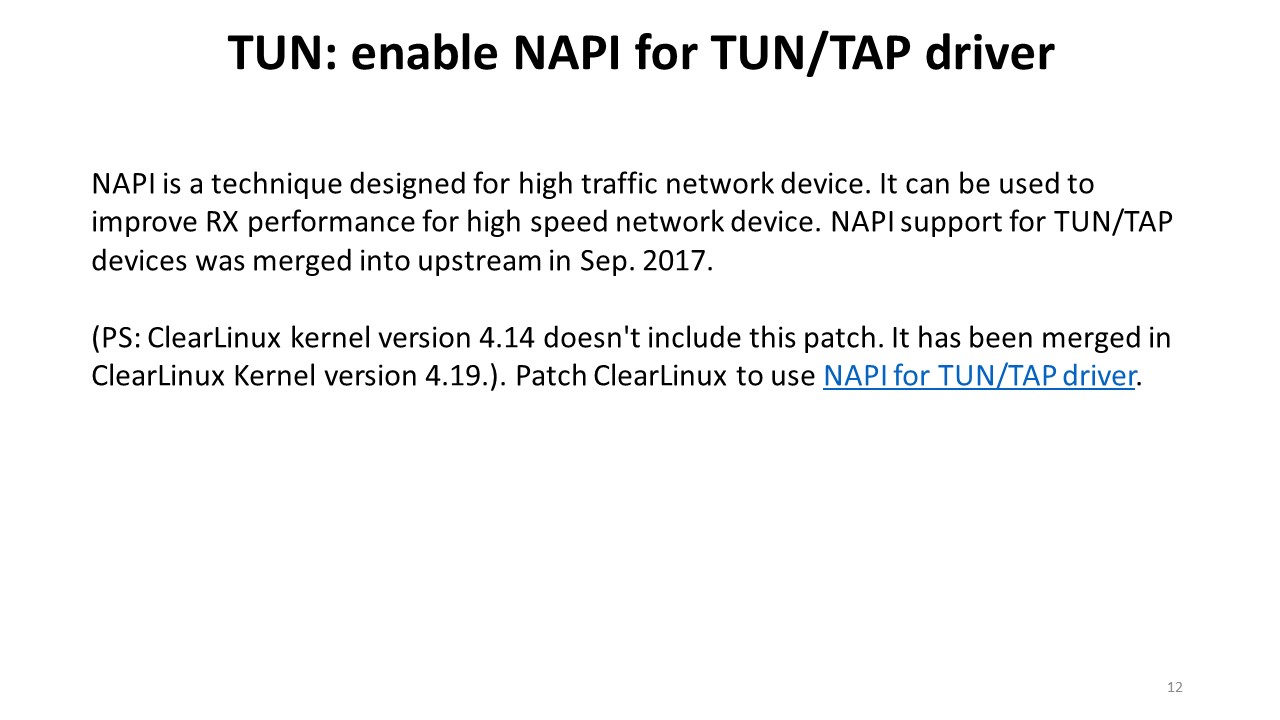 TUN: enable NAPI for TUN/TAP driver
NAPI is a technique designed for high traffic network device. It can be used to
improve RX performance for high speed network device. NAPI support for TUN/TAP
devices was merged into upstream in Sep. 2017.
(PS: ClearLinux kernel version 4.14 doesn't include this patch. It has been merged in
ClearLinux Kernel version 4.19.). Patch ClearLinux to use NAPI for TUN/TAP driver.
12